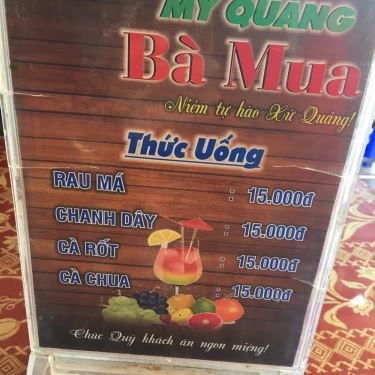 MỲ QUẢNG
Bà Mua
Niềm tự hào Xứ Quảng!
Thức Uống
RAU MÁ : 15.000đ
CHANH DÂY : 15.000đ
CÀ RỐT : 15.000đ
CÀ CHUA : 15.000đ
Chúc Quý khách ăn ngon miệng!